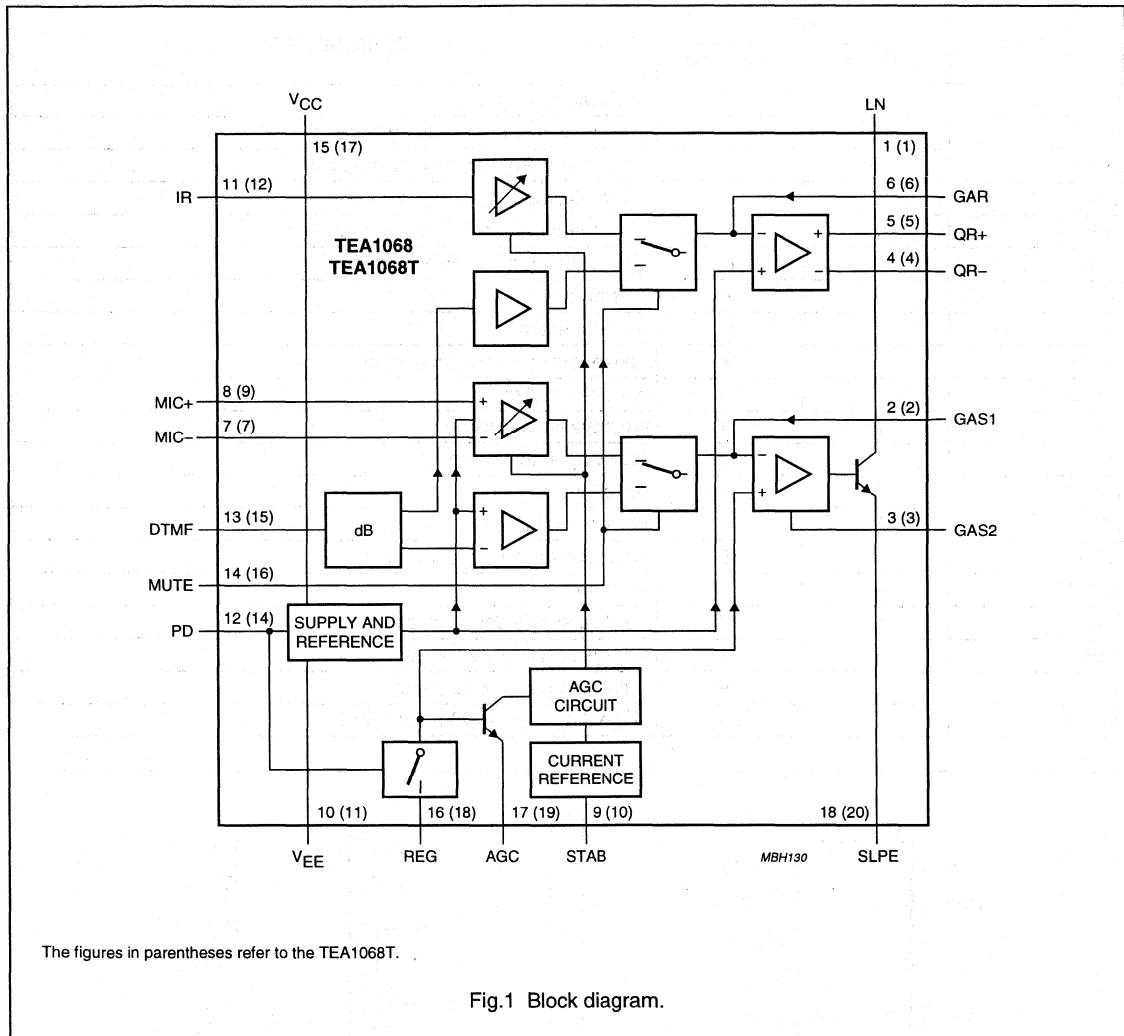 VCC
LN
15 (17)
1 (1)
IR
11 (12)
6 (6)
GAR
TEA1068
TEA1068T
5 (5)
QR+
4 (4)
QR−
MIC+
8 (9)
+
MIC−
7 (7)
−
2 (2)
GAS1
−
+
−
+
+
−
DTMF
13 (15)
dB
+
−
−
+
3 (3)
GAS2
MUTE
14 (16)
PD
12 (14)
SUPPLY AND
REFERENCE
AGC
CIRCUIT
CURRENT
REFERENCE
10 (11)
16 (18)
17 (19)
9 (10)
18 (20)
VEE
REG
AGC
STAB
MBH130
SLPE
The figures in parentheses refer to the TEA1068T.
Fig.1 Block diagram.